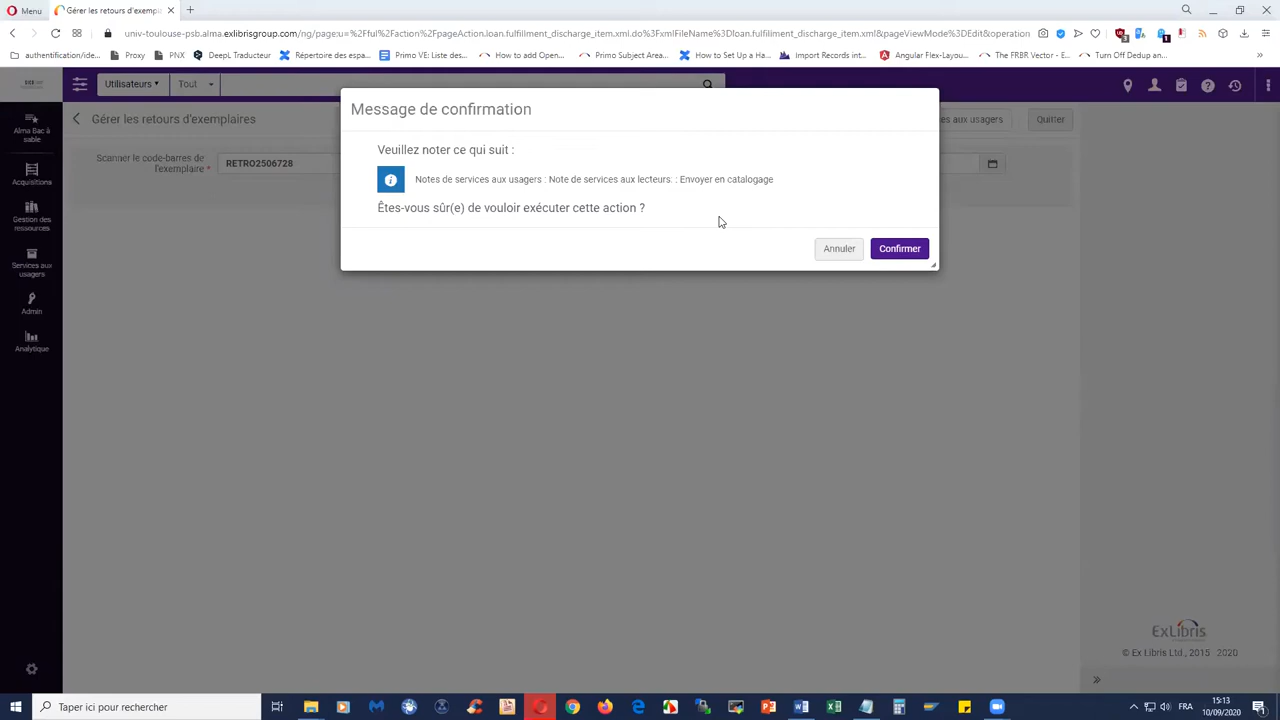 Menu
Gérer les retours d'exempl
univ-toulouse-psb.alma.exlibrisgroup.com/ng/page;u=%2Fful%2Faction%2FpageAction.loan.fulfillment_discharge_item.xml.do%3FxmlFileName%3Dloan.fulfillment_discharge_item.xml&pageViewMode%3DEdit&operation
authentification/ide...
Proxy
PNX
DeepL Traducteur
Répertoire des espa...
Primo VE: Liste des...
How to add Open...
Primo Subject Area...
How to Set Up a Ha...
Import Records int...
Angular Flex-Layou...
The FRBR Vector - E...
Turn Off Dedup an...
Utilisateurs
Tout
Alma Bac à sable
Acquisitions
Gestion des ressources
Services aux usagers
Admin
Analytique
Gérer les retours d'exemplaires
es aux usagers
Quitter
Scanner le code-barres de l'exemplaire *
RETRO2506728
Message de confirmation
Veuillez noter ce qui suit :
Notes de services aux usagers : Note de services aux lecteurs. : Envoyer en catalogage
Êtes-vous sûr(e) de vouloir exécuter cette action ?
Annuler
Confirmer
ExLibris
© Ex Libris Ltd., 2015 - 2020
Taper ici pour rechercher
FRA
15:13
10/09/2020